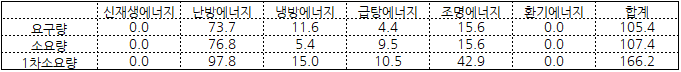 신재생에너지 난방에너지 냉방에너지 급탕에너지 조명에너지 환기에너지 합계
요구량 0.0 73.7 11.6 4.4 15.6 0.0 105.4
소요량 0.0 76.8 5.4 9.5 15.6 0.0 107.4
1차소요량 0.0 97.8 15.0 10.5 42.9 0.0 166.2